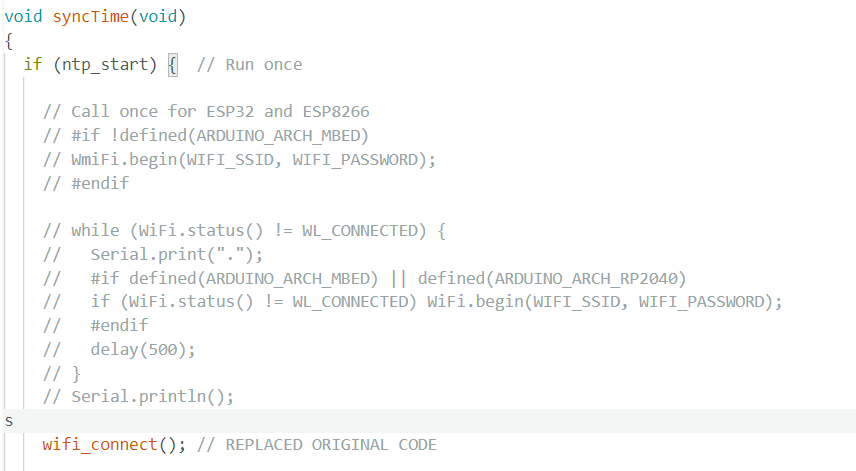 void syncTime(void)
{
  if (ntp_start) {  // Run once
    // Call once for ESP32 and ESP8266
    // #if !defined(ARDUINO_ARCH_MBED)
    // WmiFi.begin(WIFI_SSID, WIFI_PASSWORD);
    // #endif
    // while (WiFi.status() != WL_CONNECTED) {
    //   Serial.print(".");
    //   #if defined(ARDUINO_ARCH_MBED) || defined(ARDUINO_ARCH_RP2040)
    //   if (WiFi.status() != WL_CONNECTED) WiFi.begin(WIFI_SSID, WIFI_PASSWORD);
    //   #endif
    //   delay(500);
    // }
    // Serial.println();
s
    wifi_connect(); // REPLACED ORIGINAL CODE